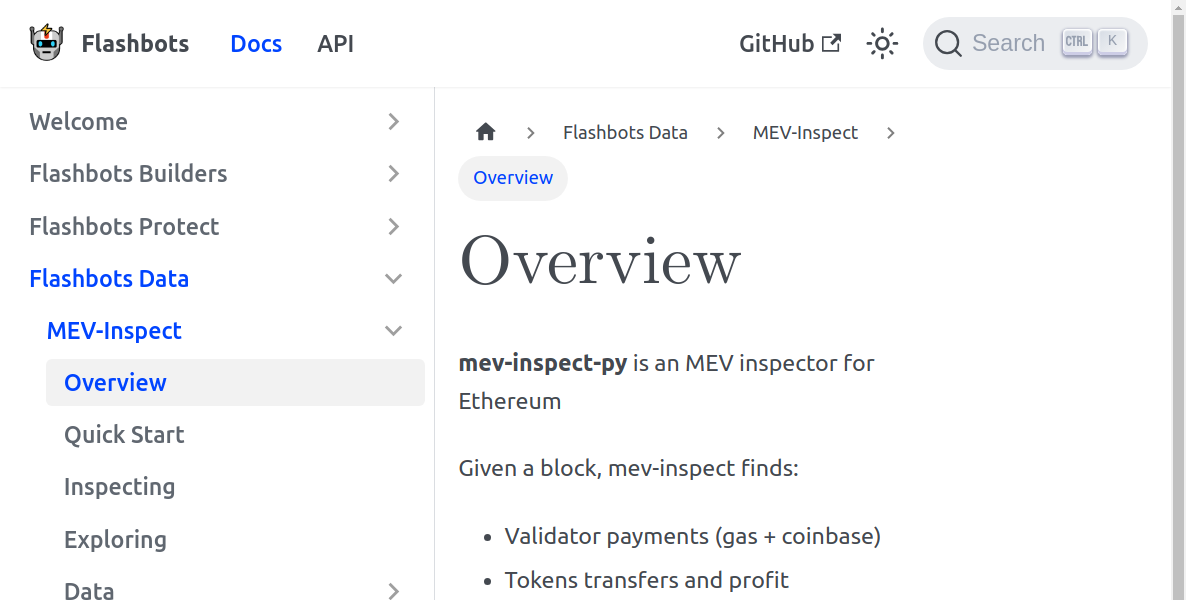 Flashbots Docs API GitHub Search CTRL K
Welcome
Flashbots Builders
Flashbots Protect
Flashbots Data
MEV-Inspect
Overview
Quick Start
Inspecting
Exploring
Data
Flashbots Data MEV-Inspect
Overview
Overview
mev-inspect-py is an MEV inspector for
Ethereum
Given a block, mev-inspect finds:
• Validator payments (gas + coinbase)
• Tokens transfers and profit